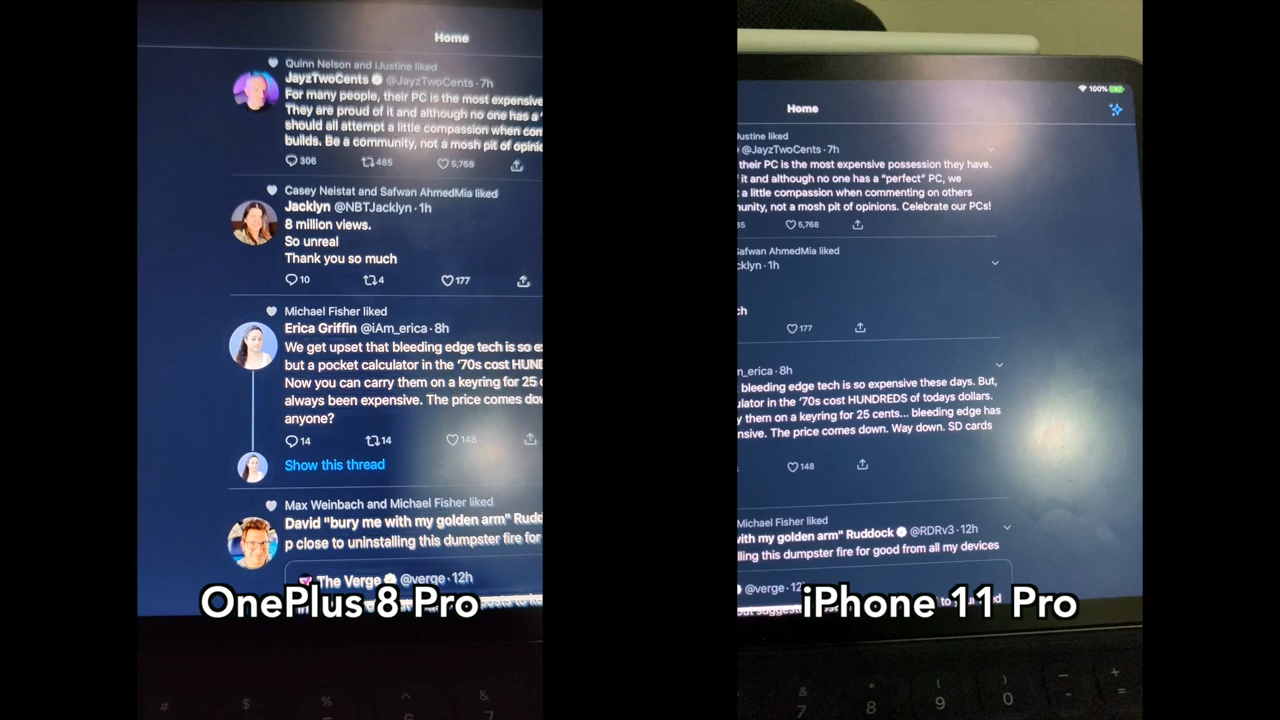 Home
Quinn Nelson and iJustine liked
JayzTwoCents @JayzTwoCents · 7h
For many people, their PC is the most expensive
They are proud of it and although no one has a "
should all attempt a little compassion when com
builds. Be a community, not a mosh pit of opinio
306 485 5,768
Casey Neistat and Safwan AhmedMia liked
Jacklyn @NBTJacklyn · 1h
8 million views.
So unreal
Thank you so much
10 4 177
Michael Fisher liked
Erica Griffin @iAm_erica · 8h
We get upset that bleeding edge tech is so ex
but a pocket calculator in the '70s cost HUND
Now you can carry them on a keyring for 25 c
always been expensive. The price comes dow
anyone?
14 14 148
Show this thread
Max Weinbach and Michael Fisher liked
David "bury me with my golden arm" Rudd
p close to uninstalling this dumpster fire for
The Verge @verge · 12h
OnePlus 8 Pro
# $ % ^ &
7
100%
Home
Justine liked
@JayzTwoCents · 7h
their PC is the most expensive possession they have.
it and although no one has a "perfect" PC, we
t a little compassion when commenting on others
nunity, not a mosh pit of opinions. Celebrate our PCs!
85 5,768
Safwan AhmedMia liked
cklyn · 1h
ch
177
m_erica · 8h
bleeding edge tech is so expensive these days. But,
ulator in the '70s cost HUNDREDS of todays dollars.
y them on a keyring for 25 cents... bleeding edge has
nsive. The price comes down. Way down. SD cards
148
Michael Fisher liked
with my golden arm" Ruddock @RDRv3 · 12h
lling this dumpster fire for good from all my devices
@verge · 12
iPhone 11 Pro
& * ( ) — +
7 8 9 0 - =